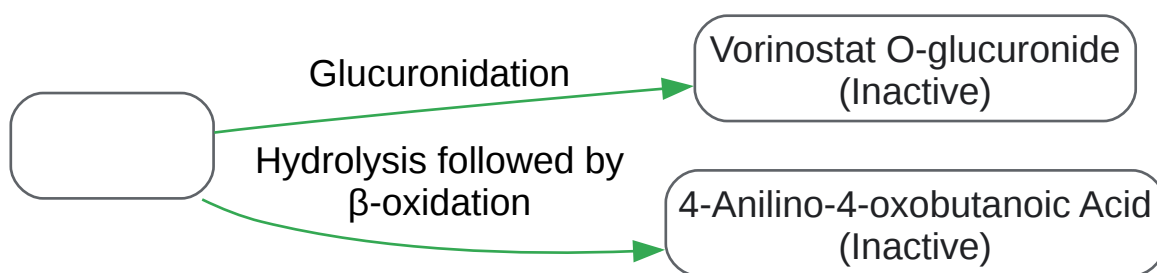 Glucuronidation
Vorinostat O-glucuronide
(Inactive)
Hydrolysis followed by
β-oxidation
4-Anilino-4-oxobutanoic Acid
(Inactive)